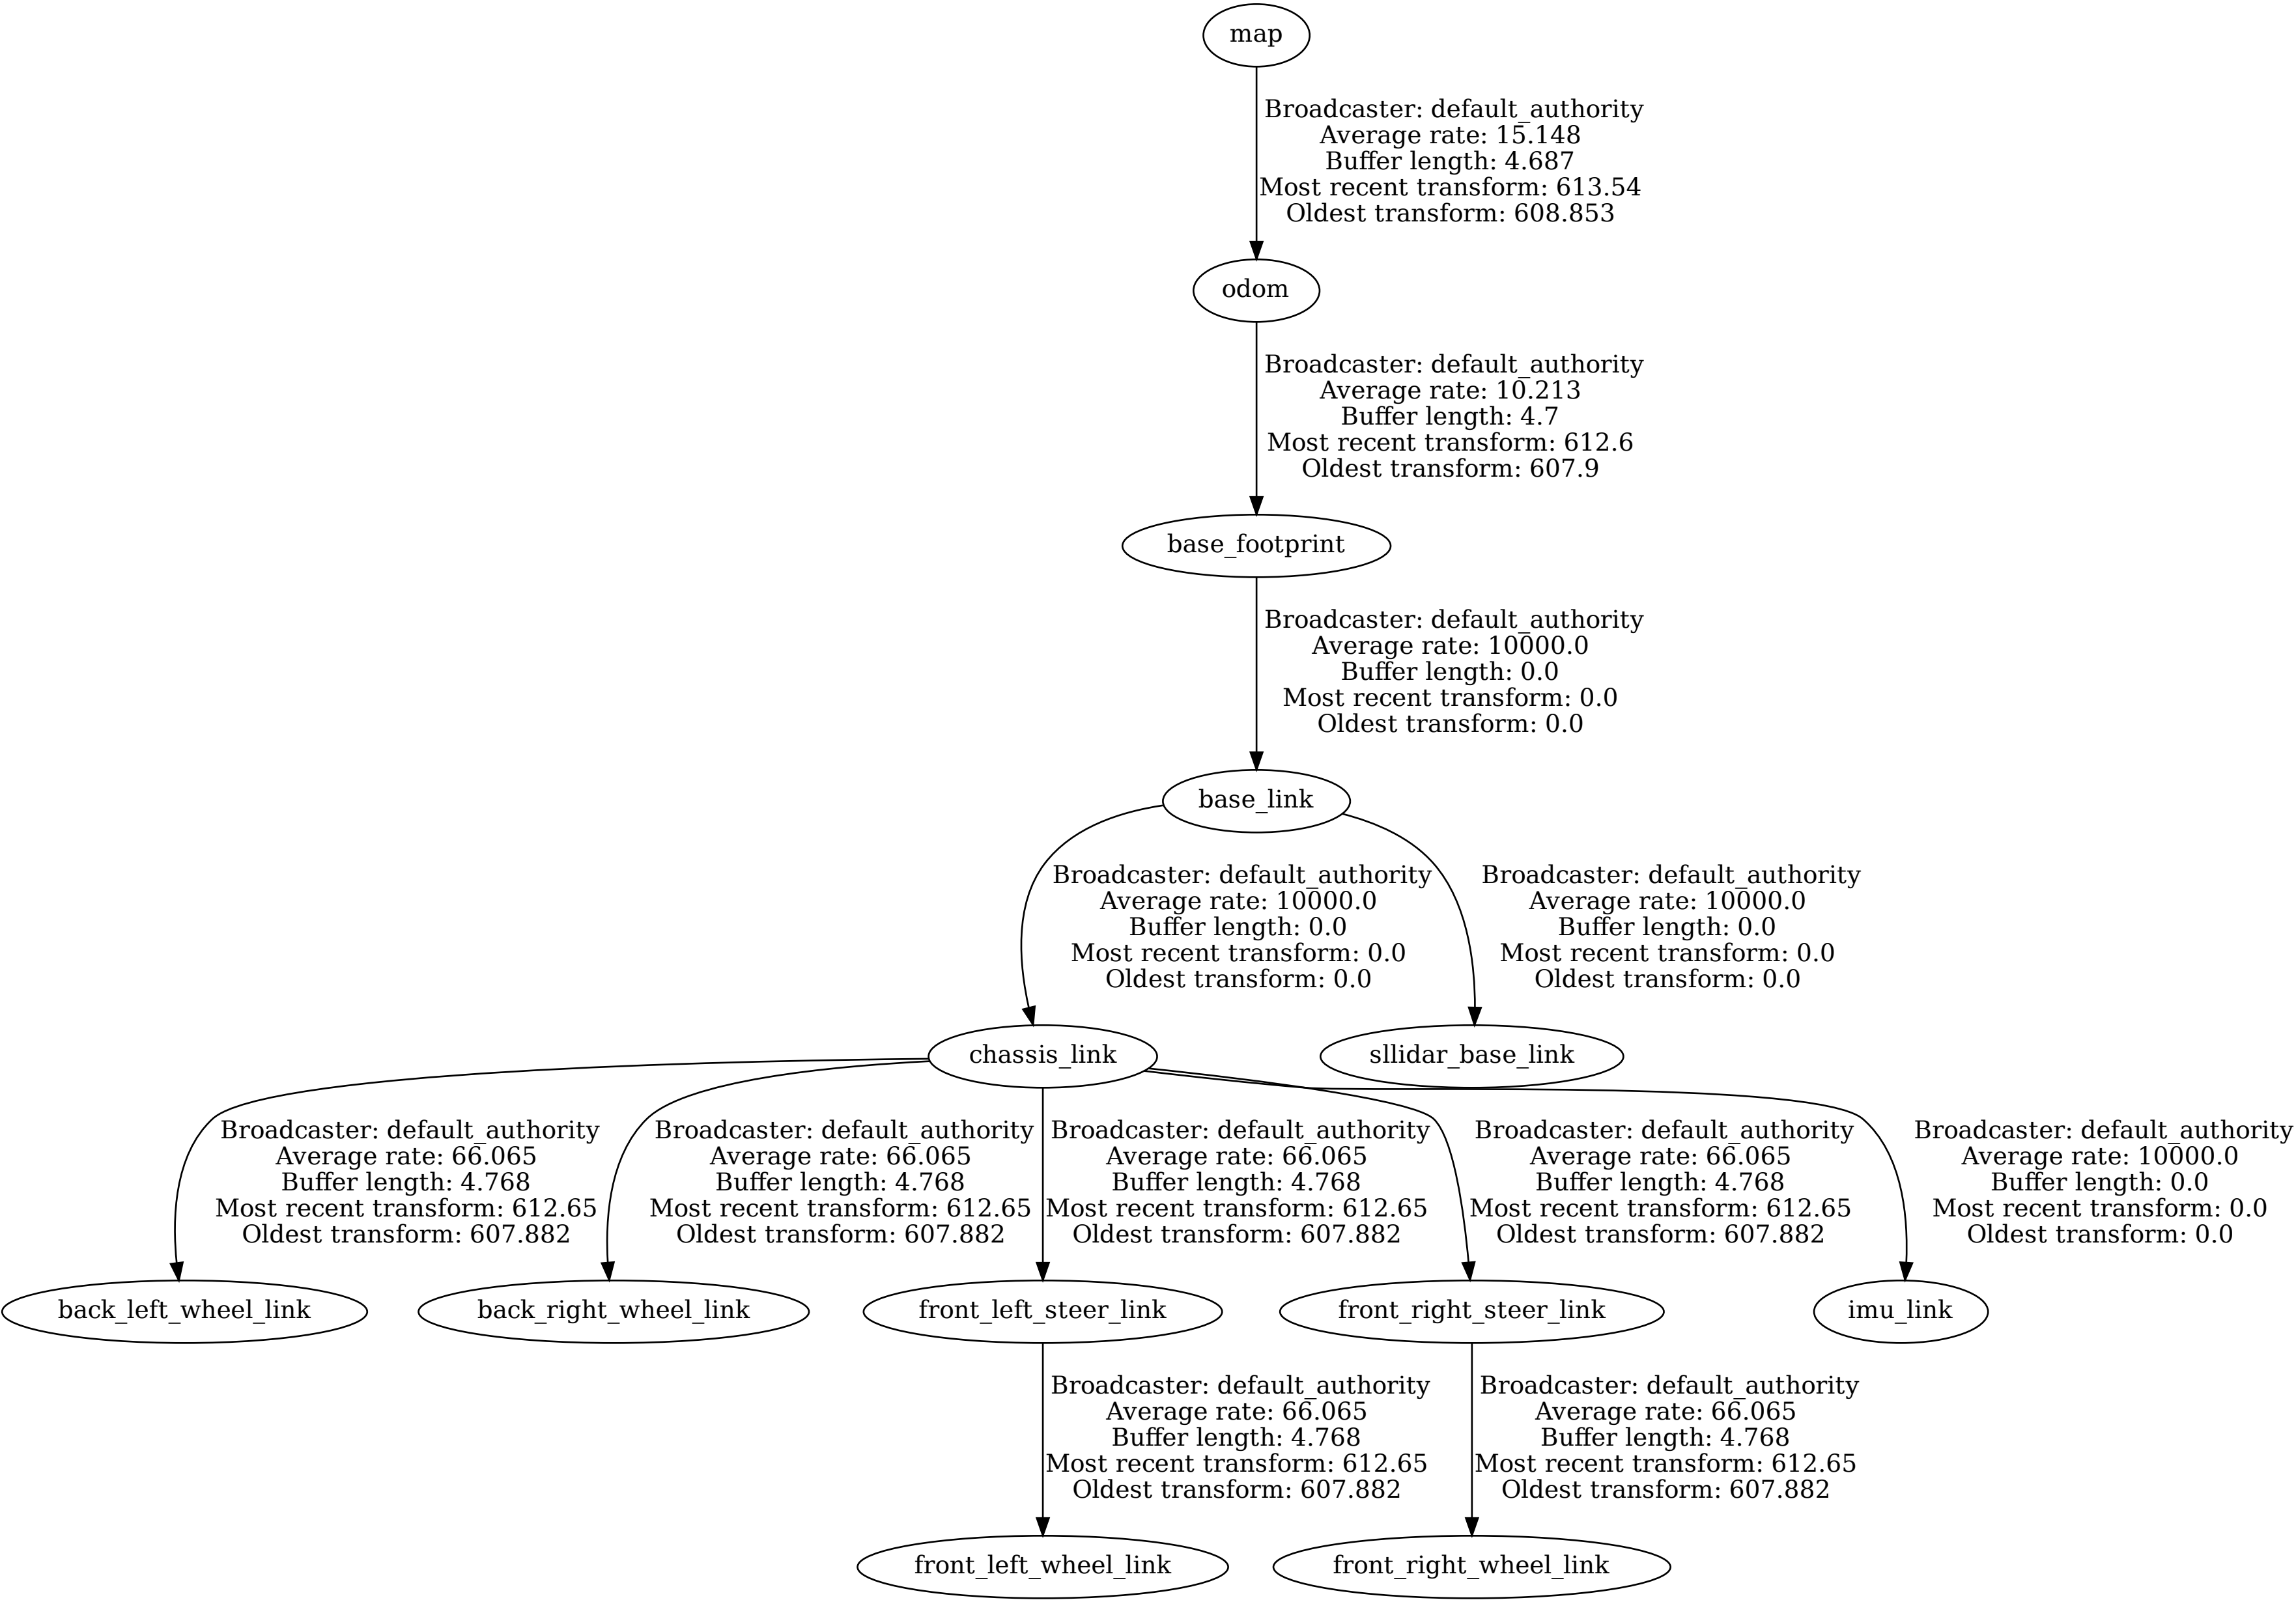 map
Broadcaster: default_authority
Average rate: 15.148
Buffer length: 4.687
Most recent transform: 613.54
Oldest transform: 608.853
odom
Broadcaster: default_authority
Average rate: 10.213
Buffer length: 4.7
Most recent transform: 612.6
Oldest transform: 607.9
base_footprint
Broadcaster: default_authority
Average rate: 10000.0
Buffer length: 0.0
Most recent transform: 0.0
Oldest transform: 0.0
base_link
Broadcaster: default_authority
Average rate: 10000.0
Buffer length: 0.0
Most recent transform: 0.0
Oldest transform: 0.0
Broadcaster: default_authority
Average rate: 10000.0
Buffer length: 0.0
Most recent transform: 0.0
Oldest transform: 0.0
chassis_link
sllidar_base_link
Broadcaster: default_authority
Average rate: 66.065
Buffer length: 4.768
Most recent transform: 612.65
Oldest transform: 607.882
Broadcaster: default_authority
Average rate: 66.065
Buffer length: 4.768
Most recent transform: 612.65
Oldest transform: 607.882
Broadcaster: default_authority
Average rate: 66.065
Buffer length: 4.768
Most recent transform: 612.65
Oldest transform: 607.882
Broadcaster: default_authority
Average rate: 66.065
Buffer length: 4.768
Most recent transform: 612.65
Oldest transform: 607.882
Broadcaster: default_authority
Average rate: 10000.0
Buffer length: 0.0
Most recent transform: 0.0
Oldest transform: 0.0
back_left_wheel_link
back_right_wheel_link
front_left_steer_link
front_right_steer_link
imu_link
Broadcaster: default_authority
Average rate: 66.065
Buffer length: 4.768
Most recent transform: 612.65
Oldest transform: 607.882
Broadcaster: default_authority
Average rate: 66.065
Buffer length: 4.768
Most recent transform: 612.65
Oldest transform: 607.882
front_left_wheel_link
front_right_wheel_link